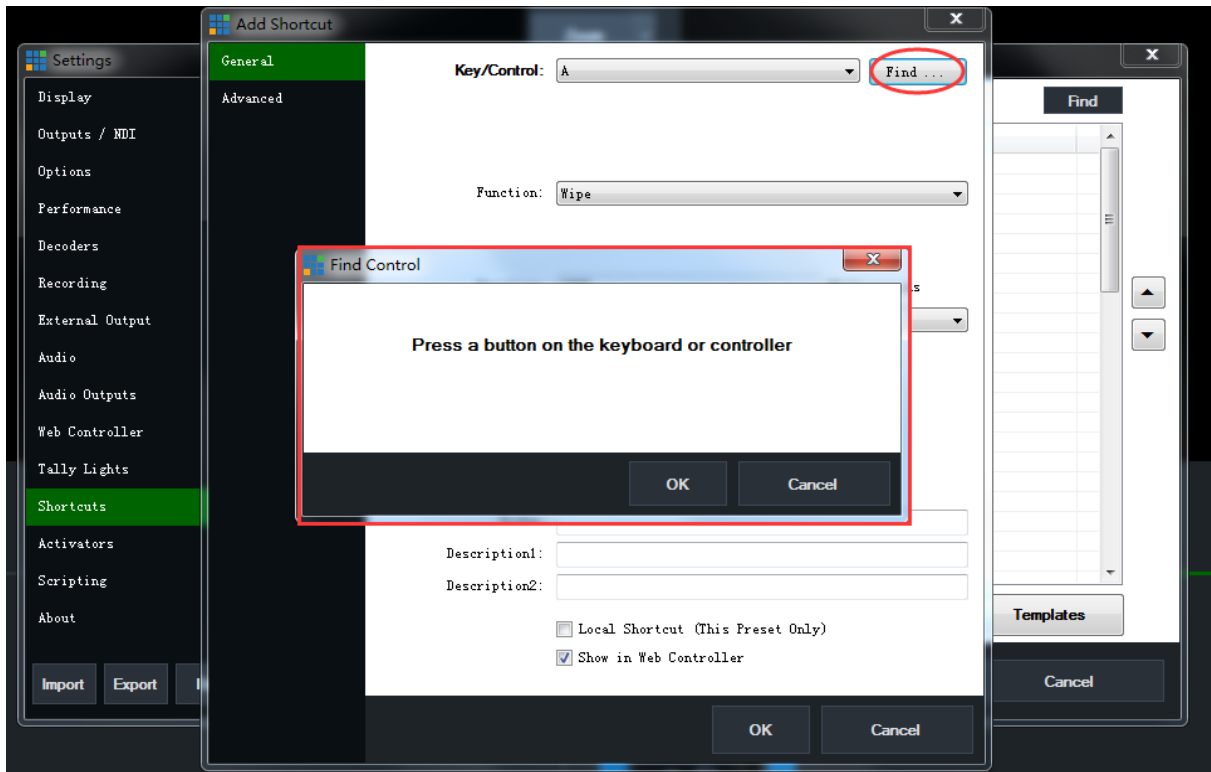 Add Shortcut
Settings
General
Key/Control:
A
Find ...
Display
Advanced
Find
Outputs / NDI
Options
Function:
Wipe
Performance
Decoders
Find Control
Recording
External Output
Press a button on the keyboard or controller
Audio
Audio Outputs
Web Controller
Tally Lights
OK
Cancel
Shortcuts
Activators
Description1:
Scripting
Description2:
About
Templates
Local Shortcut (This Preset Only)
Show in Web Controller
Import
Export
Cancel
OK
Cancel